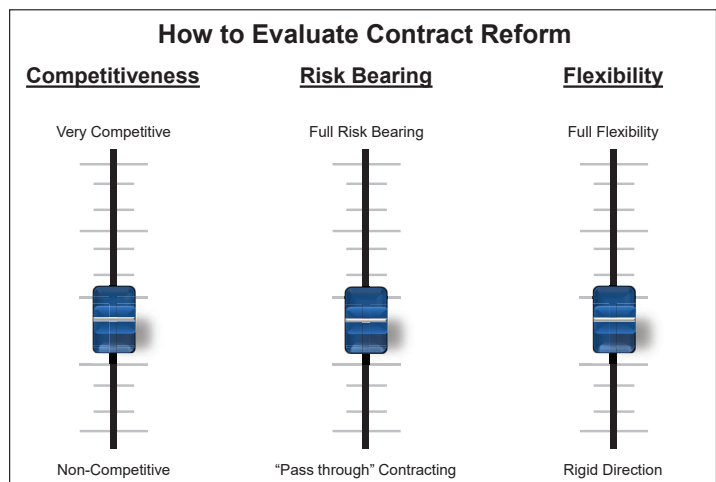 How to Evaluate Contract Reform
Competitiveness
Risk Bearing
Flexibility
Very Competitive
Full Risk Bearing
Full Flexibility
Non-Competitive
“Pass through” Contracting
Rigid Direction